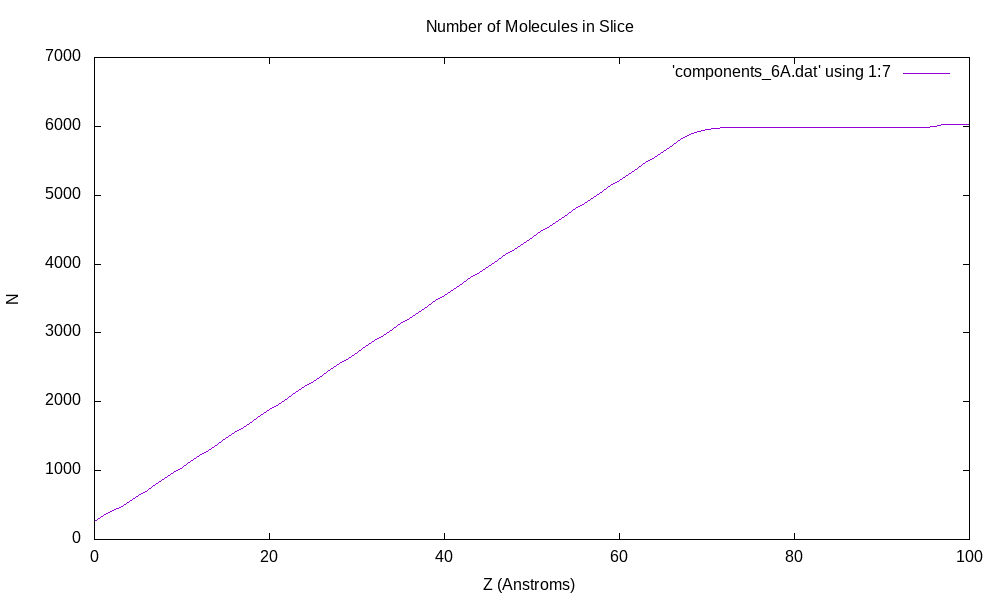 Number of Molecules in Slice
'components_6A.dat' using 1:7
7000
6000
5000
4000
3000
2000
1000
0
N
0 20 40 60 80 100
Z (Anstroms)